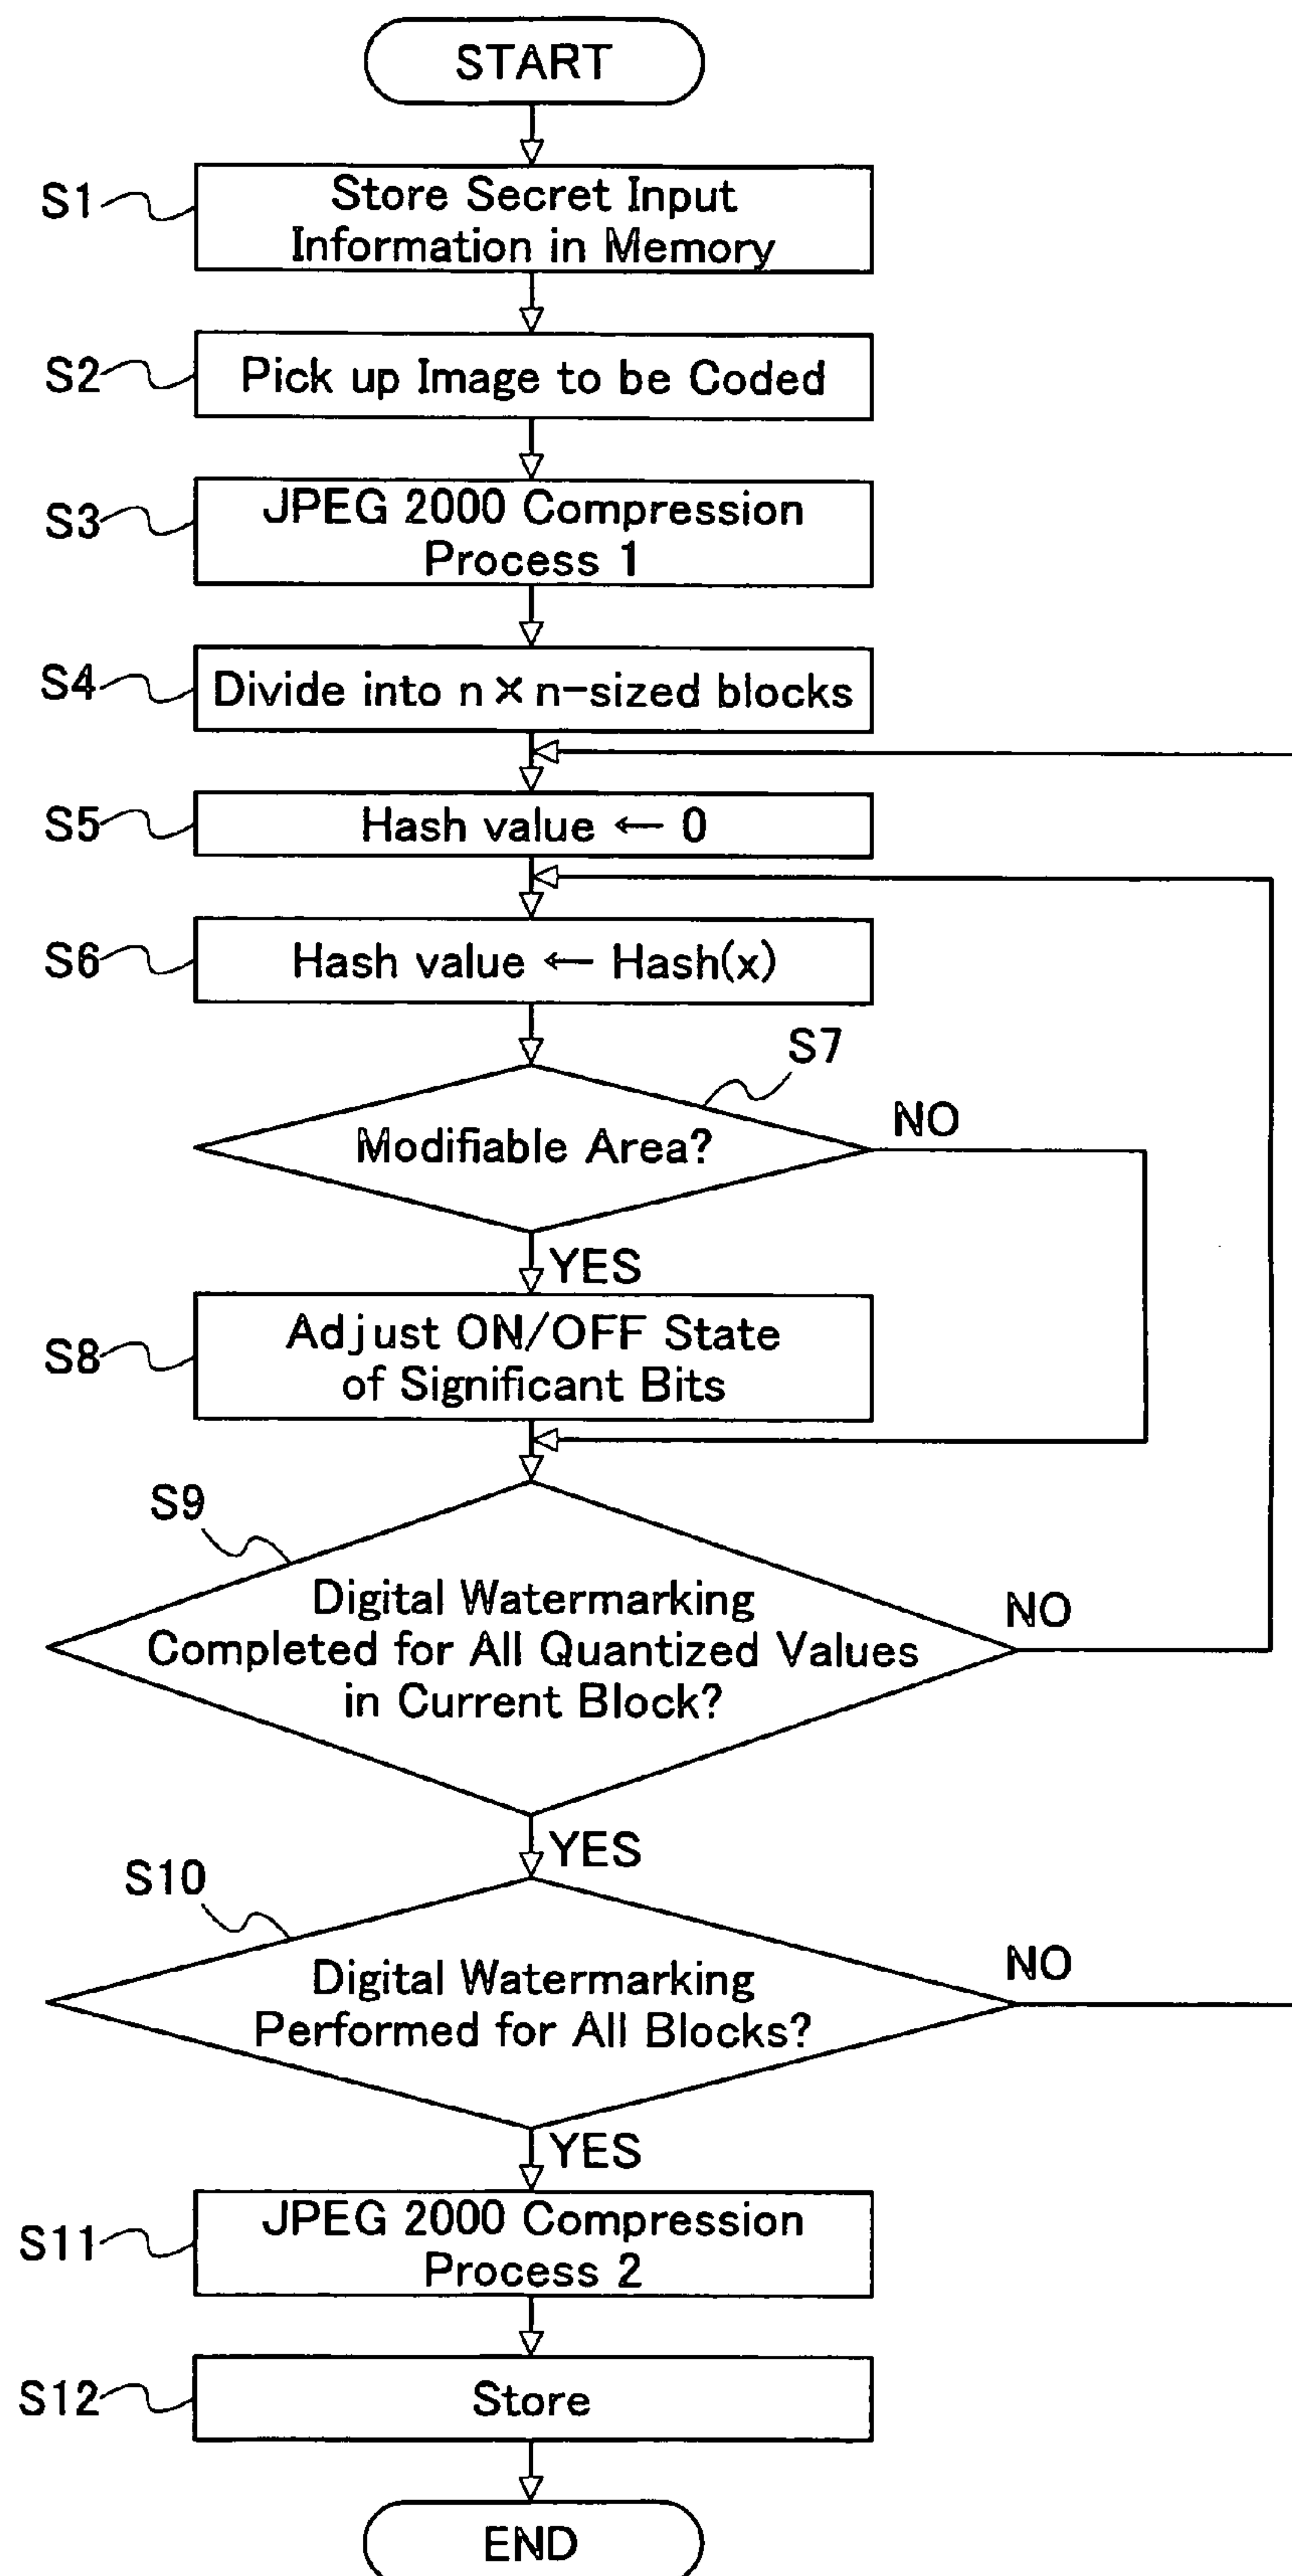 START
S1
Store Secret Input
Information in Memory
S2
Pick up Image to be Coded
S3
JPEG 2000 Compression
Process 1
S4
Divide into n×n-sized blocks
S5
Hash value ← 0
S6
Hash value ← Hash(x)
S7
Modifiable Area?
NO
YES
S8
Adjust ON/OFF State
of Significant Bits
S9
Digital Watermarking
Completed for All Quantized Values
in Current Block?
NO
YES
S10
Digital Watermarking
Performed for All Blocks?
NO
YES
S11
JPEG 2000 Compression
Process 2
S12
Store
END